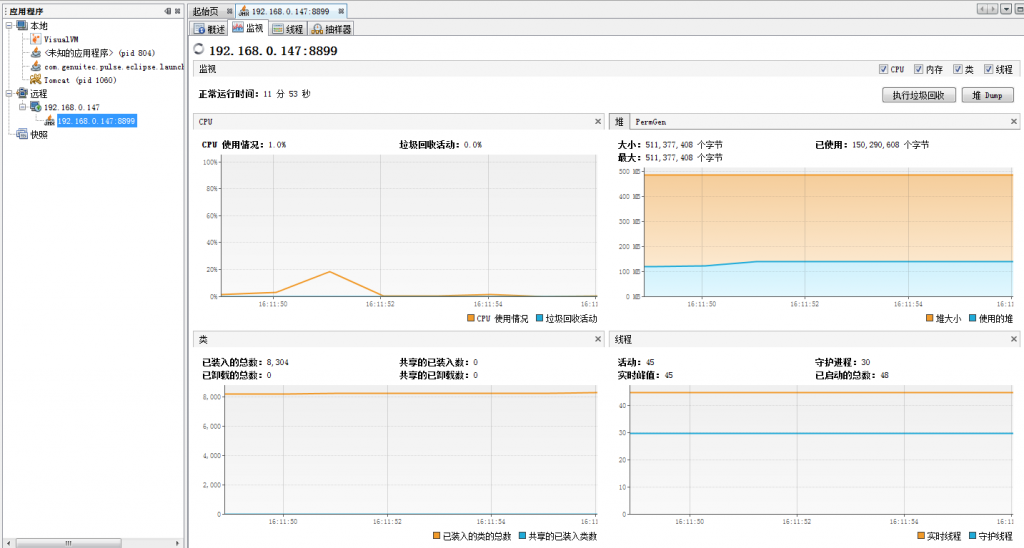 应用程序
本地
VisualVM
<未知的应用程序> (pid 804)
com.genuitec.pulse.eclipse.launch
Tomcat (pid 1060)
远程
192.168.0.147
192.168.0.147:8899
快照
起始页 192.168.0.147:8899
概述 监视 线程 抽样器
192.168.0.147:8899
监视 CPU 内存 类 线程
正常运行时间: 11 分 53 秒 执行垃圾回收 堆 Dump
CPU
CPU 使用情况: 1.0% 垃圾回收活动: 0.0%
100%
80%
60%
40%
20%
0%
16:11:50 16:11:52 16:11:54 16:11
CPU 使用情况 垃圾回收活动
堆 PermGen
大小: 511,377,408 个字节 已使用: 150,290,608 个字节
最大: 511,377,408 个字节
500 MB
400 MB
300 MB
200 MB
100 MB
0 MB
16:11:50 16:11:52 16:11:54 16:11
堆大小 使用的堆
类
已装入的总数: 8,304 共享的已装入数: 0
已卸载的总数: 0 共享的已卸载数: 0
8,000
6,000
4,000
2,000
0
16:11:50 16:11:52 16:11:54 16:11
已装入的类的总数 共享的已装入类数
线程
活动: 45 守护进程: 30
实时峰值: 45 已启动的总数: 48
40
30
20
10
0
16:11:50 16:11:52 16:11:54 16:11
实时线程 守护线程